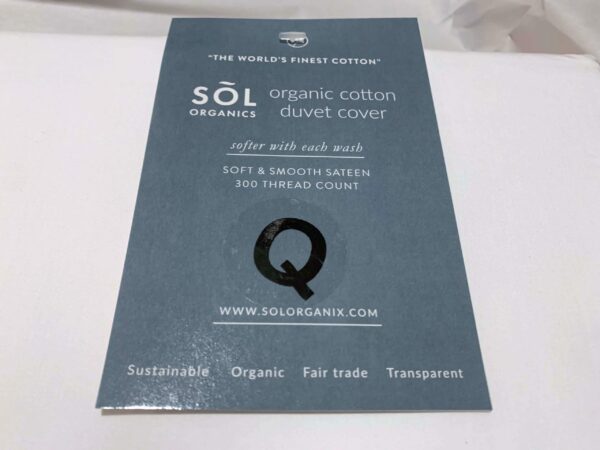 "THE WORLD'S FINEST COTTON"
SÕL ORGANICS
organic cotton
duvet cover
softer with each wash
SOFT & SMOOTH SATEEN
300 THREAD COUNT
Q
WWW.SOLORGANIX.COM
Sustainable Organic Fair trade Transparent